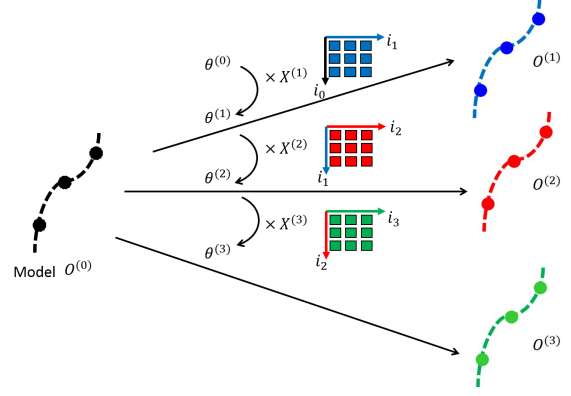 θ^(0)
× X^(1)
i_1
i_0
θ^(1)
O^(1)
× X^(2)
i_2
i_1
θ^(2)
O^(2)
× X^(3)
i_3
i_2
θ^(3)
Model O^(0)
O^(3)